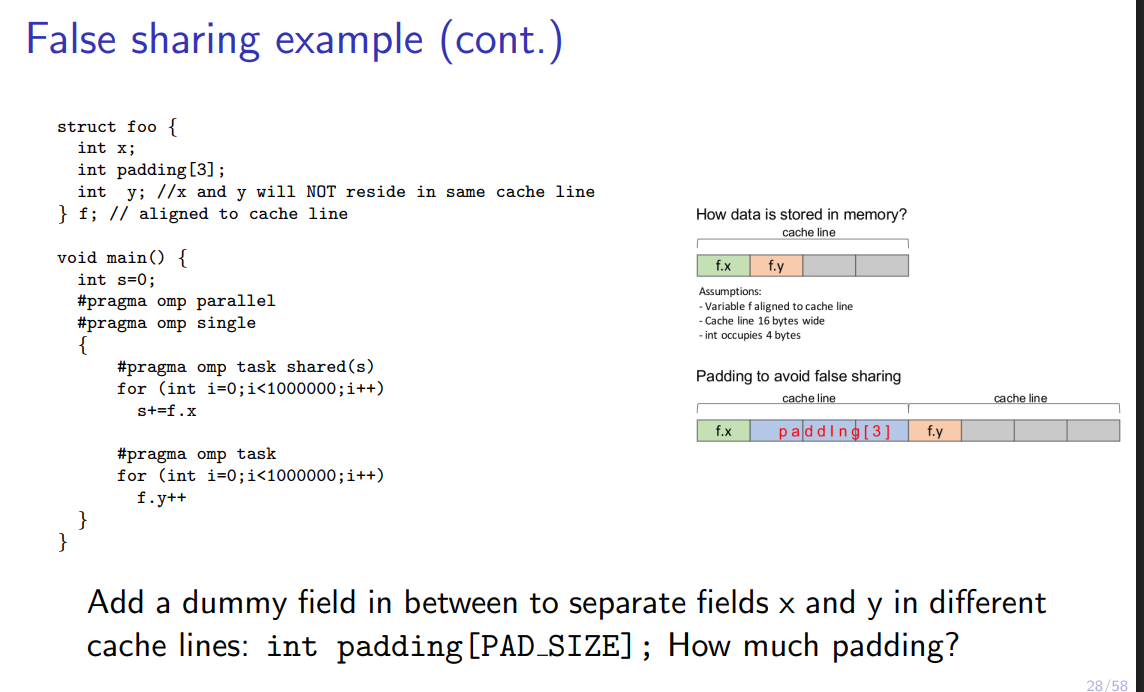 False sharing example (cont.)
struct foo {
int x;
int padding[3];
int y; //x and y will NOT reside in same cache line
} f; // aligned to cache line
void main() {
int s=0;
#pragma omp parallel
#pragma omp single
{
#pragma omp task shared(s)
for (int i=0;i<1000000;i++)
s+=f.x
#pragma omp task
for (int i=0;i<1000000;i++)
f.y++
}
}
How data is stored in memory?
cache line
f.x f.y
Assumptions:
- Variable f aligned to cache line
- Cache line 16 bytes wide
- int occupies 4 bytes
Padding to avoid false sharing
cache line cache line
f.x paddIng[3] f.y
Add a dummy field in between to separate fields x and y in different
cache lines: int padding[PAD_SIZE]; How much padding?
28/58